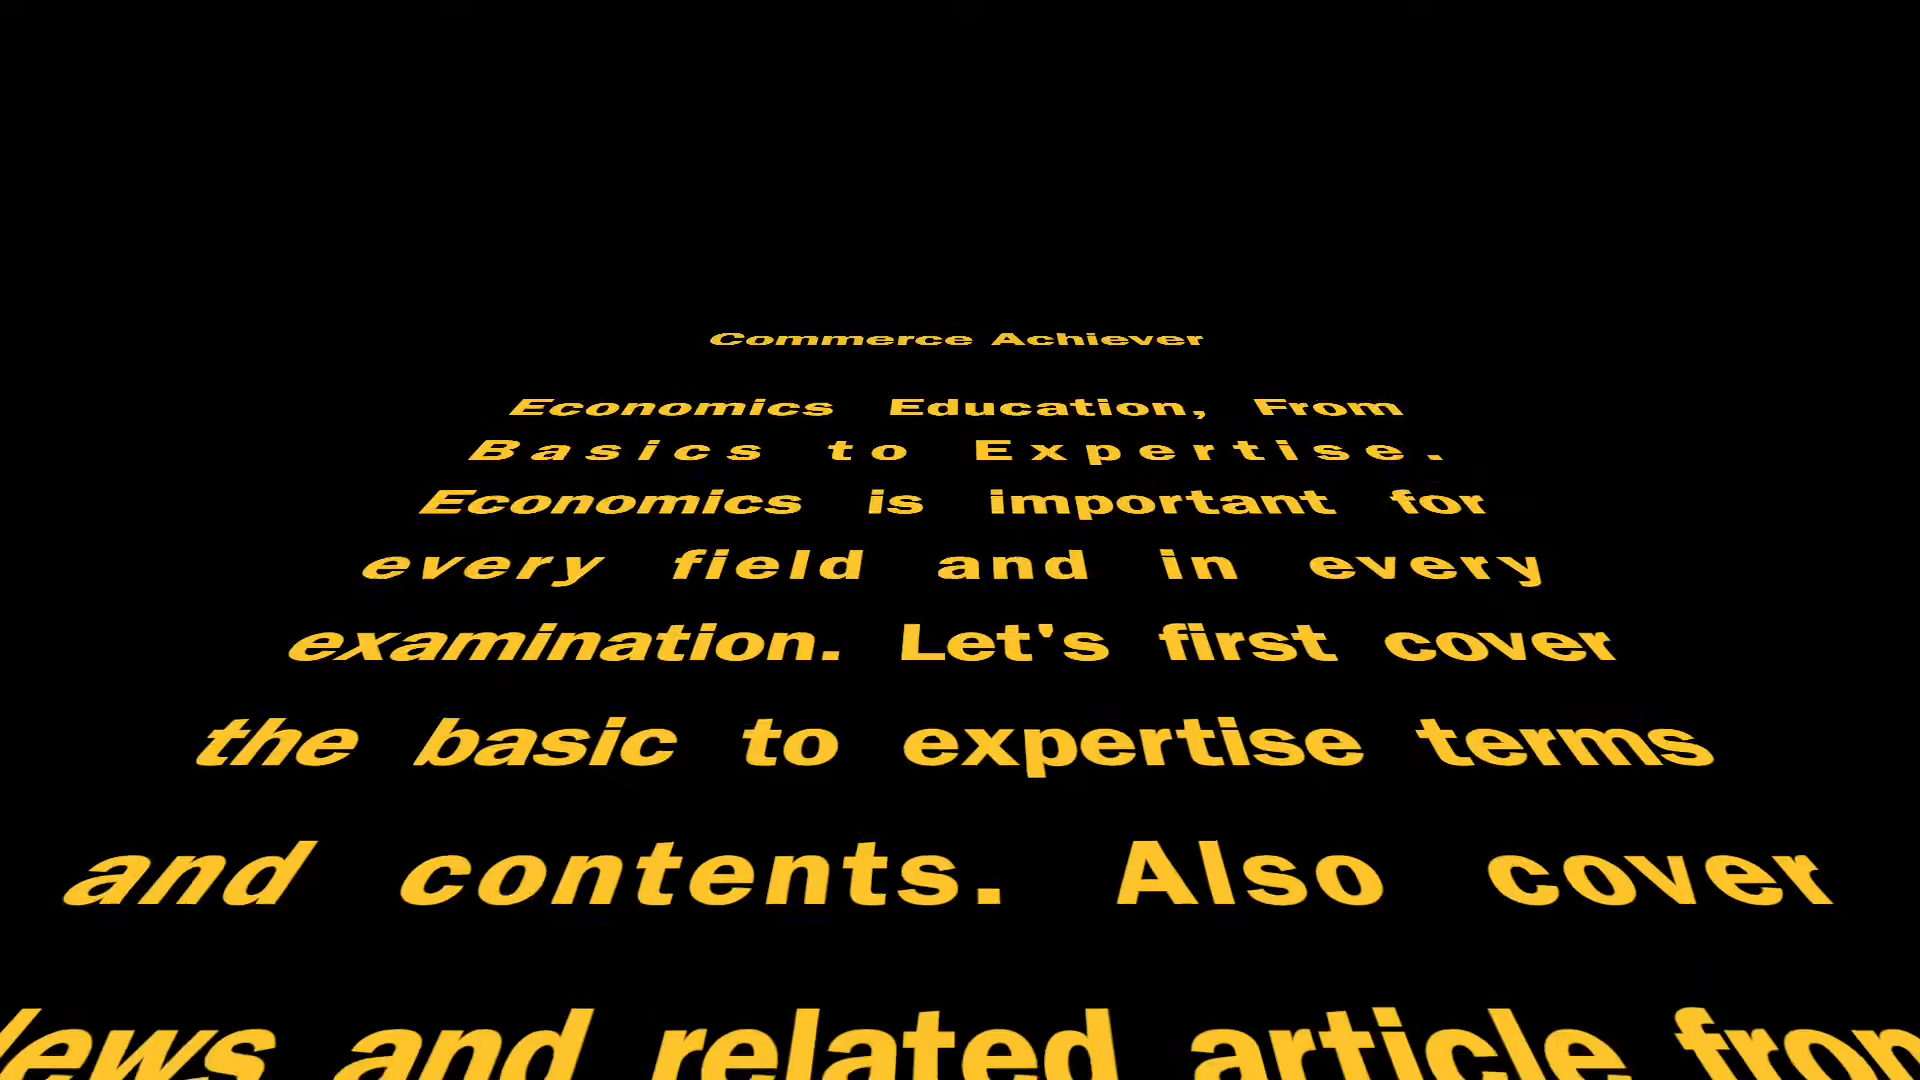 Commerce Achiever
Economics Education, From
Basics to Expertise.
Economics is important for
every field and in every
examination. Let's first cover
the basic to expertise terms
and contents. Also cover
and related article